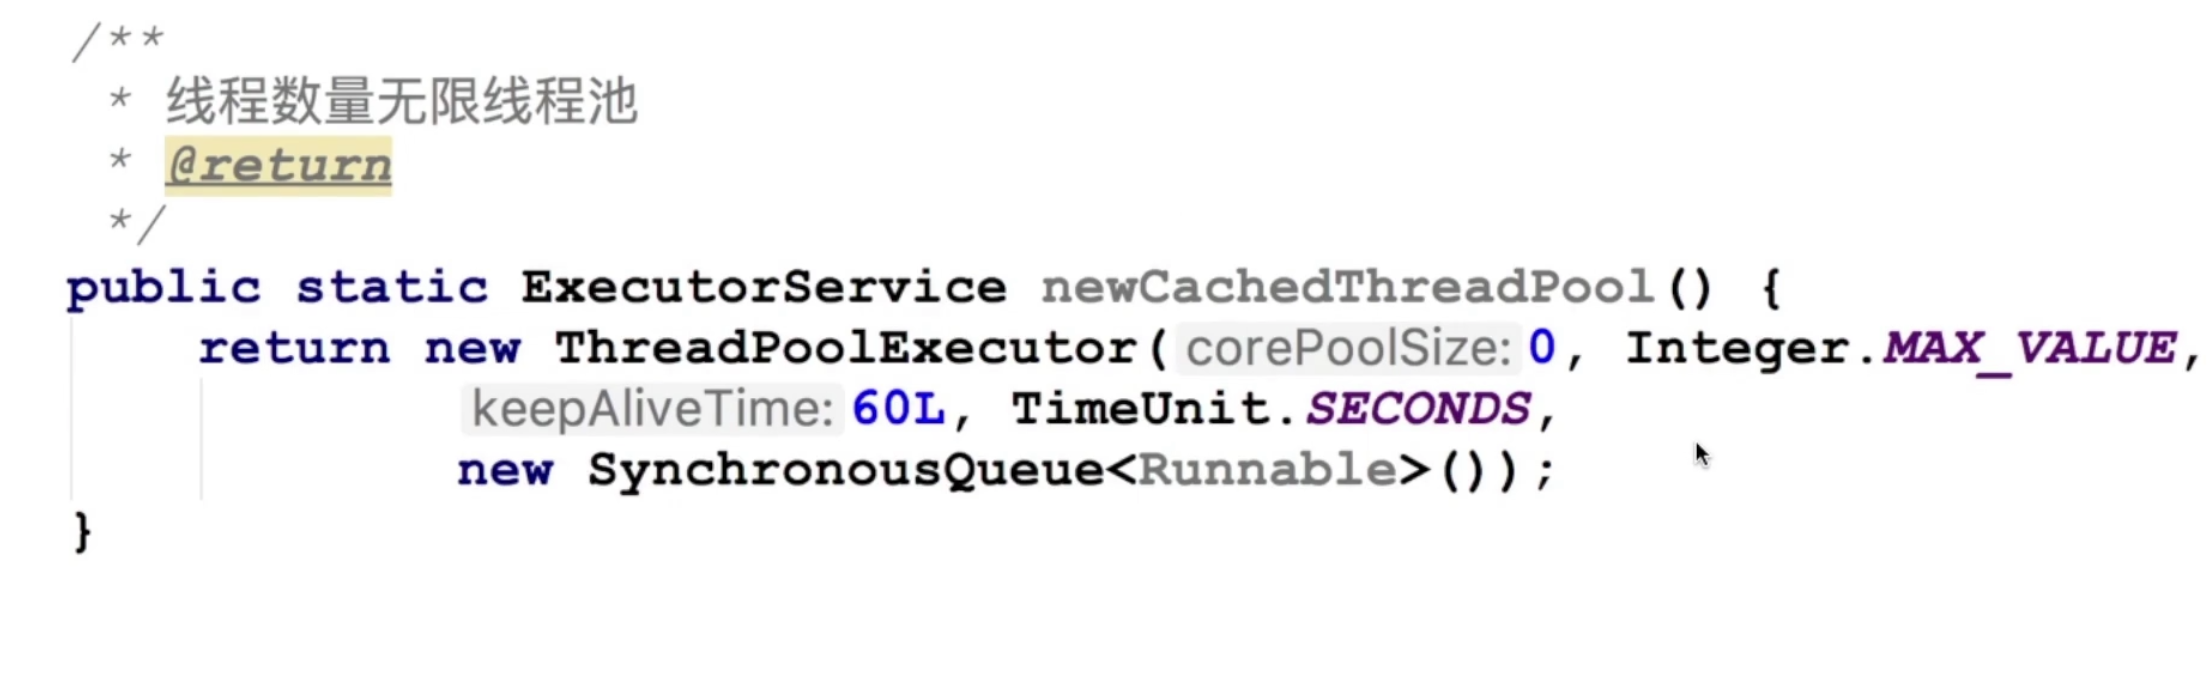 /**
* 线程数量无限线程池
* @return
*/
public static ExecutorService newCachedThreadPool() {
return new ThreadPoolExecutor( corePoolSize: 0, Integer.MAX_VALUE,
keepAliveTime: 60L, TimeUnit.SECONDS,
new SynchronousQueue<Runnable>());
}